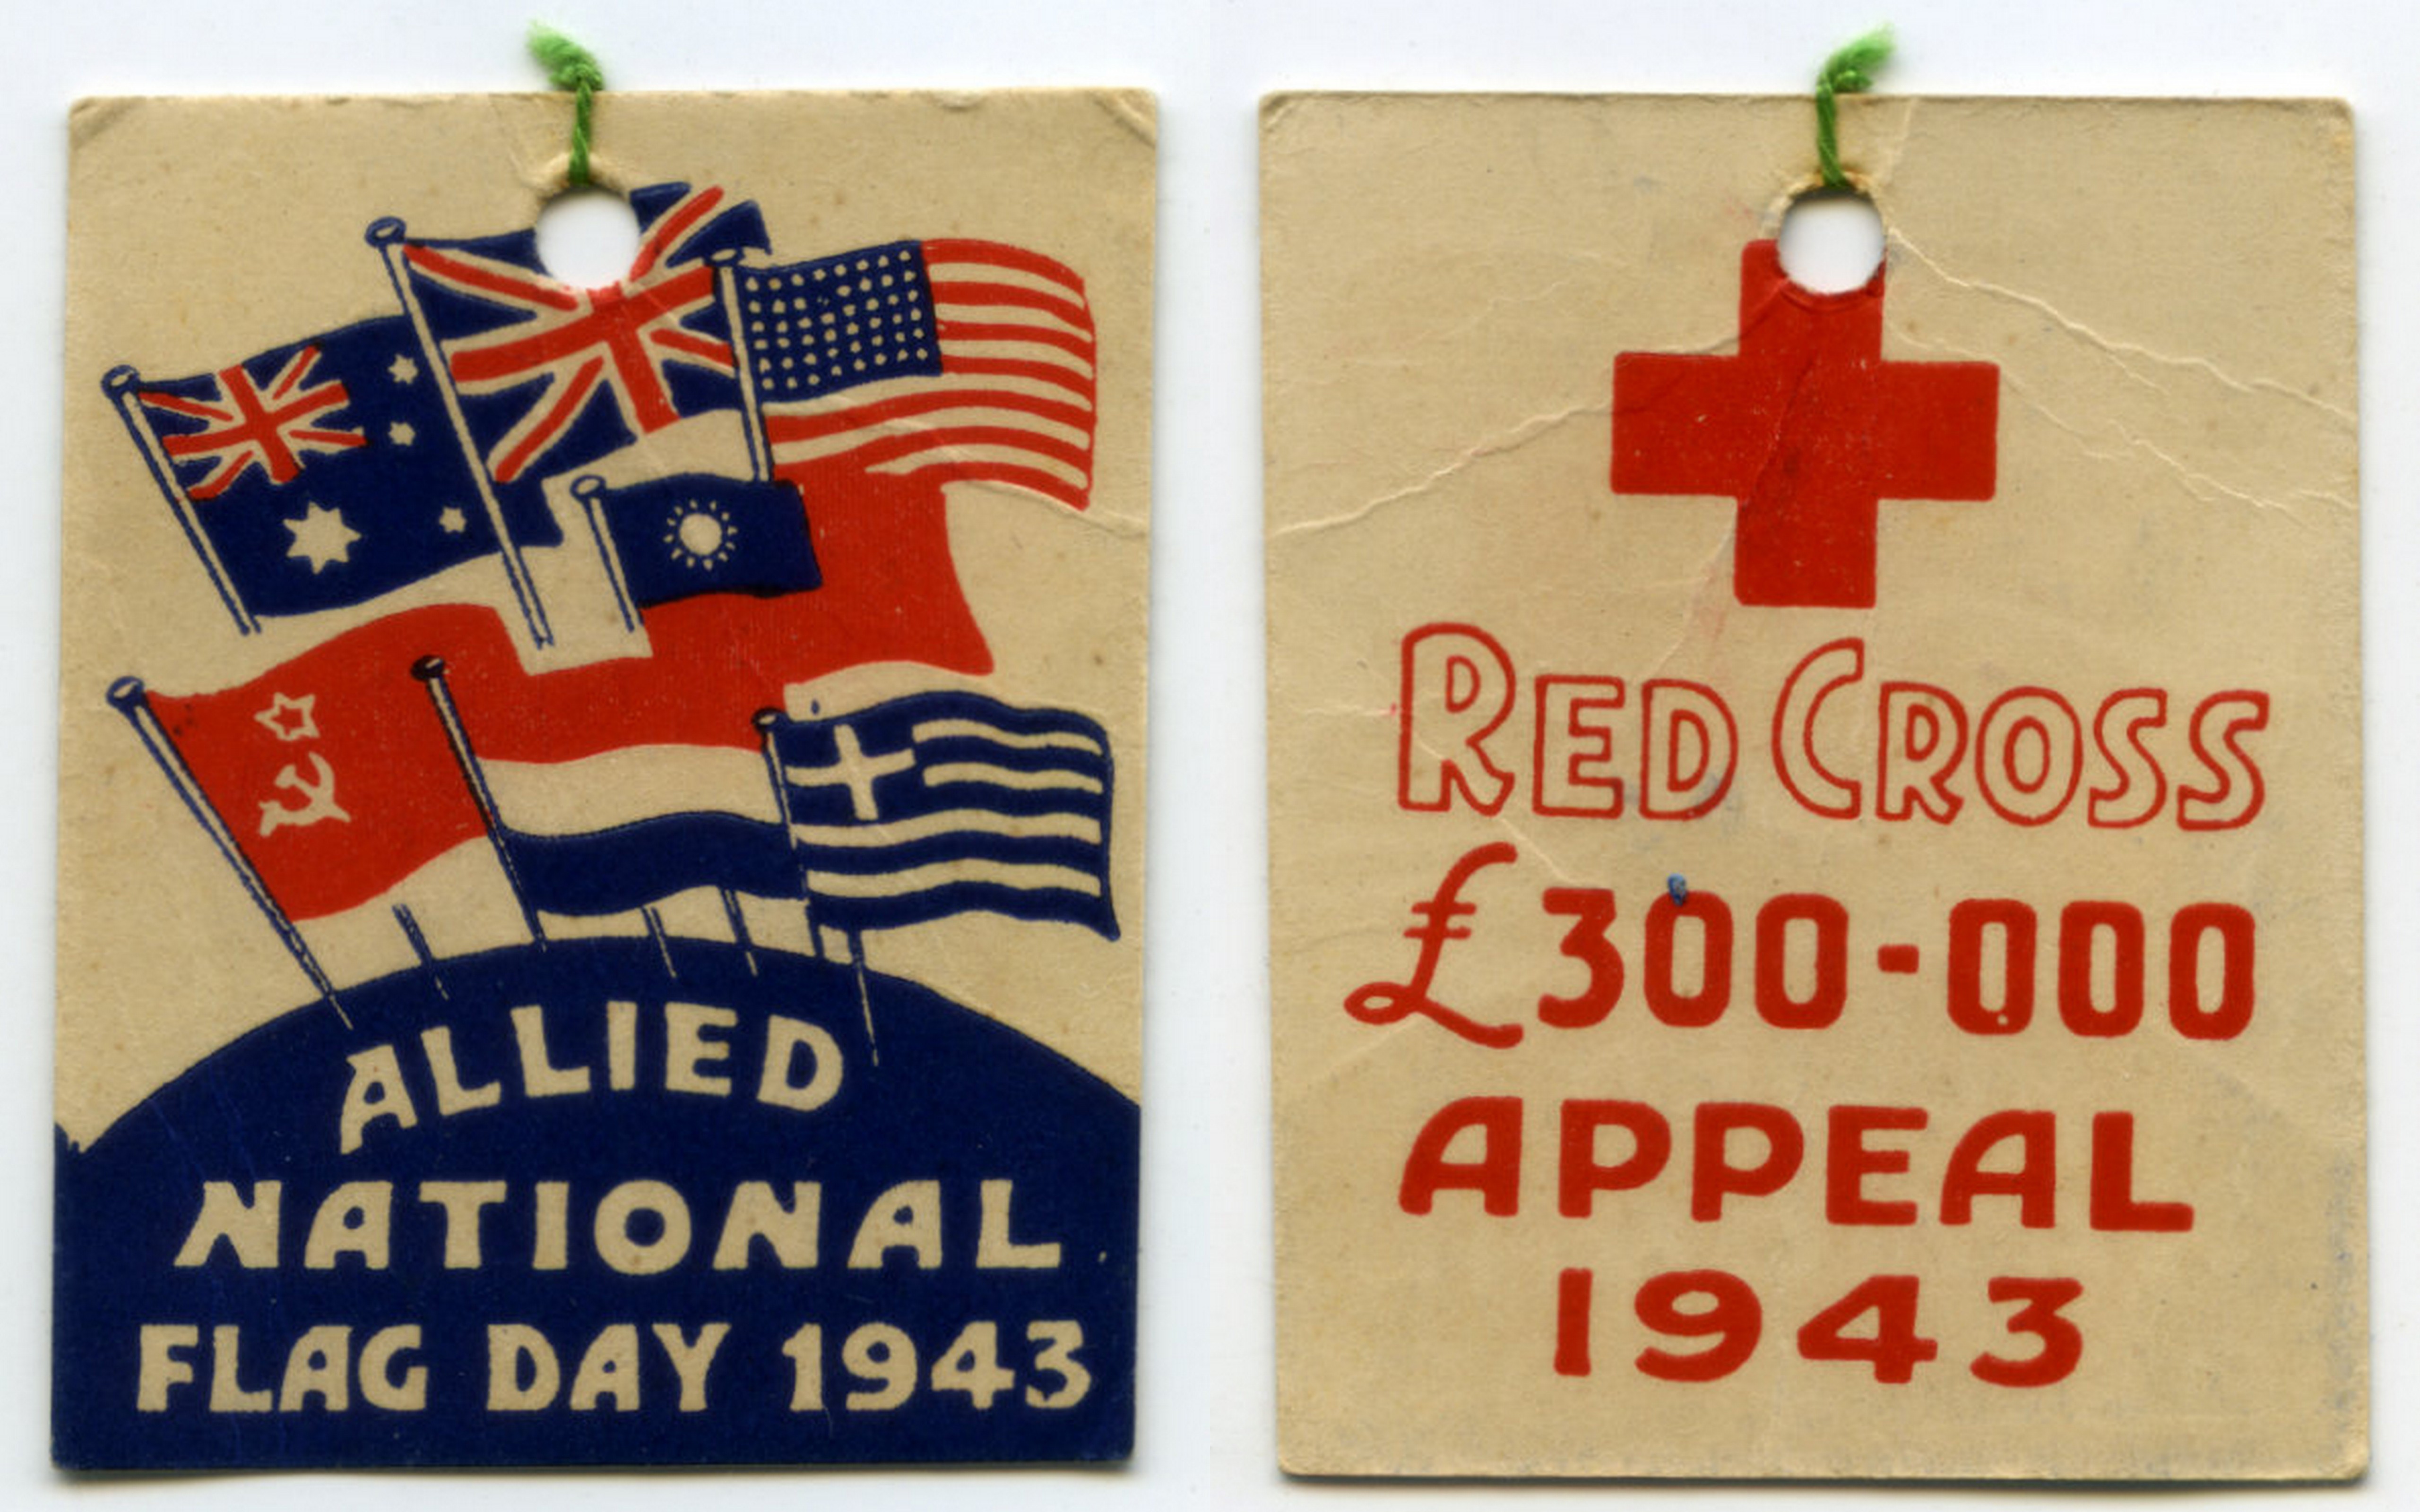 ALLIED
NATIONAL
FLAG DAY 1943
RED CROSS
£300-000
APPEAL
1943